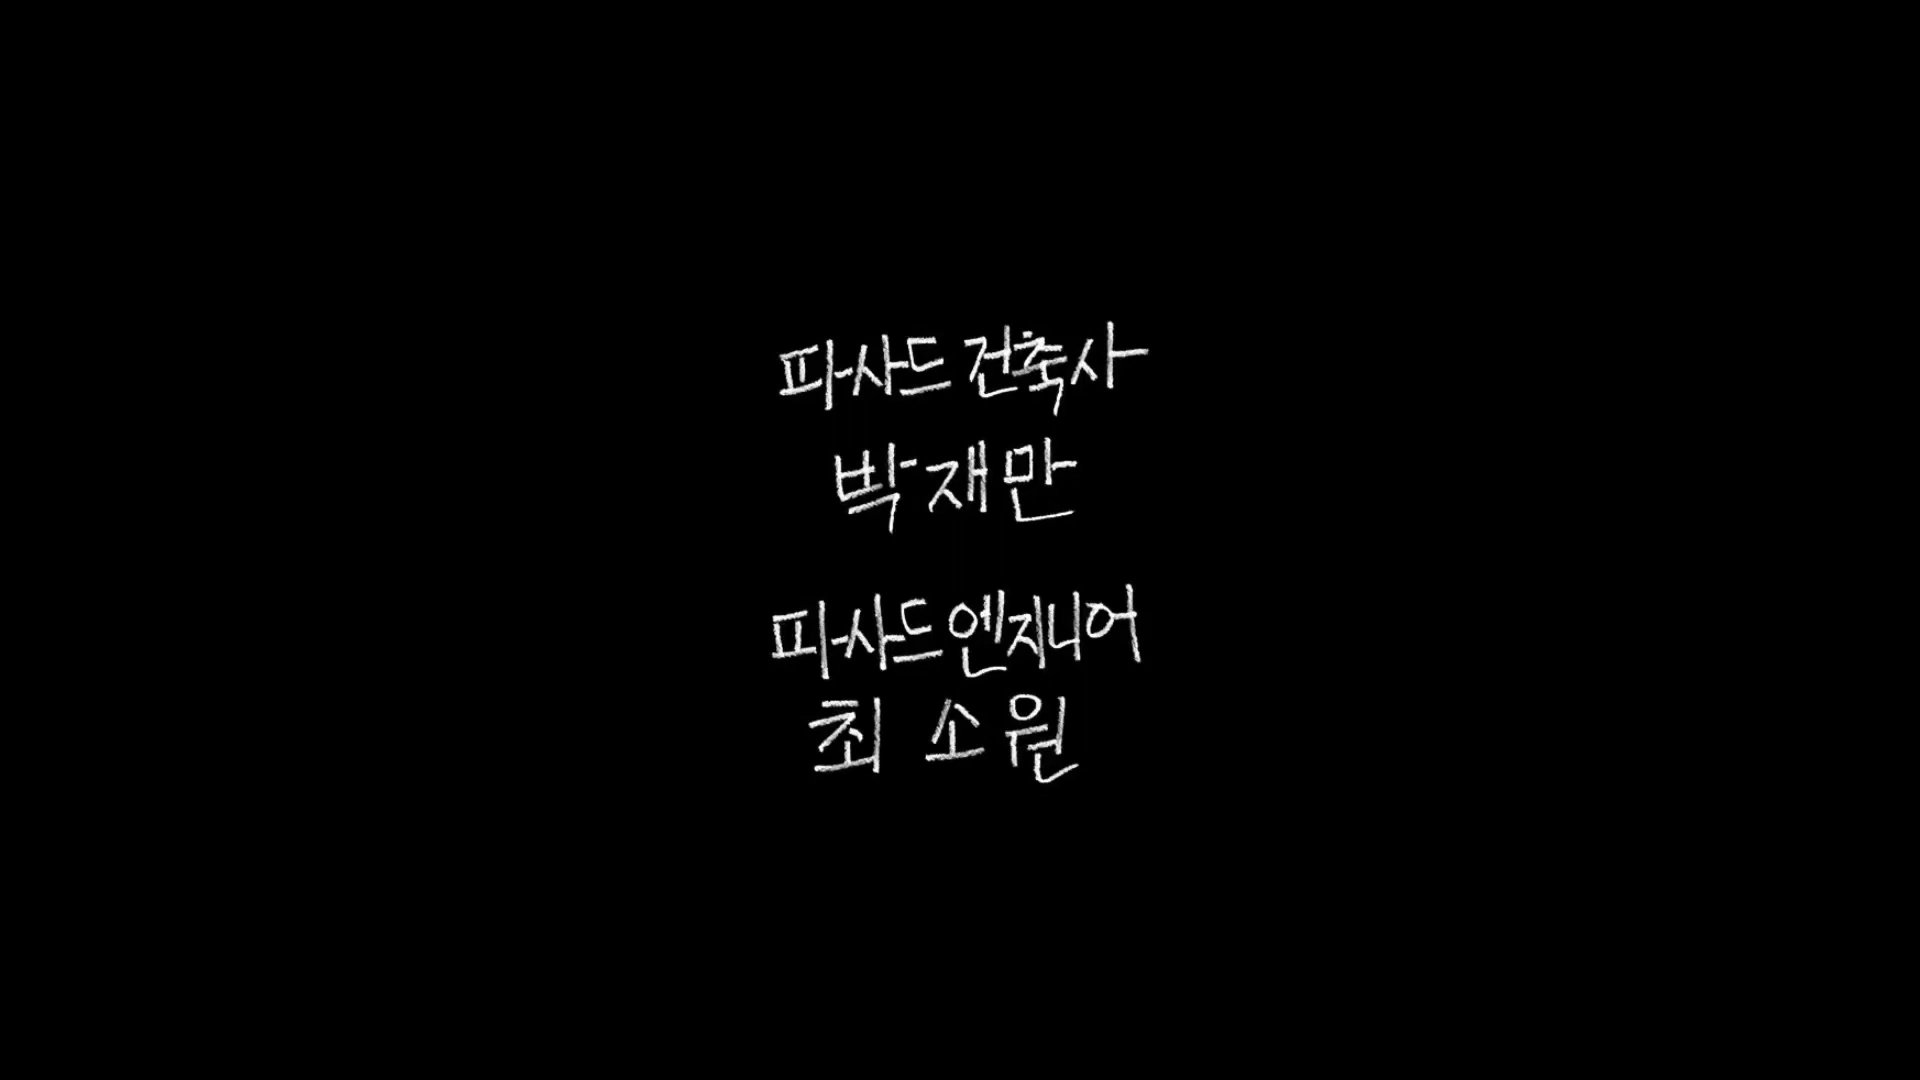 파사드 건축사
박재만
파사드 엔지니어
최 소원